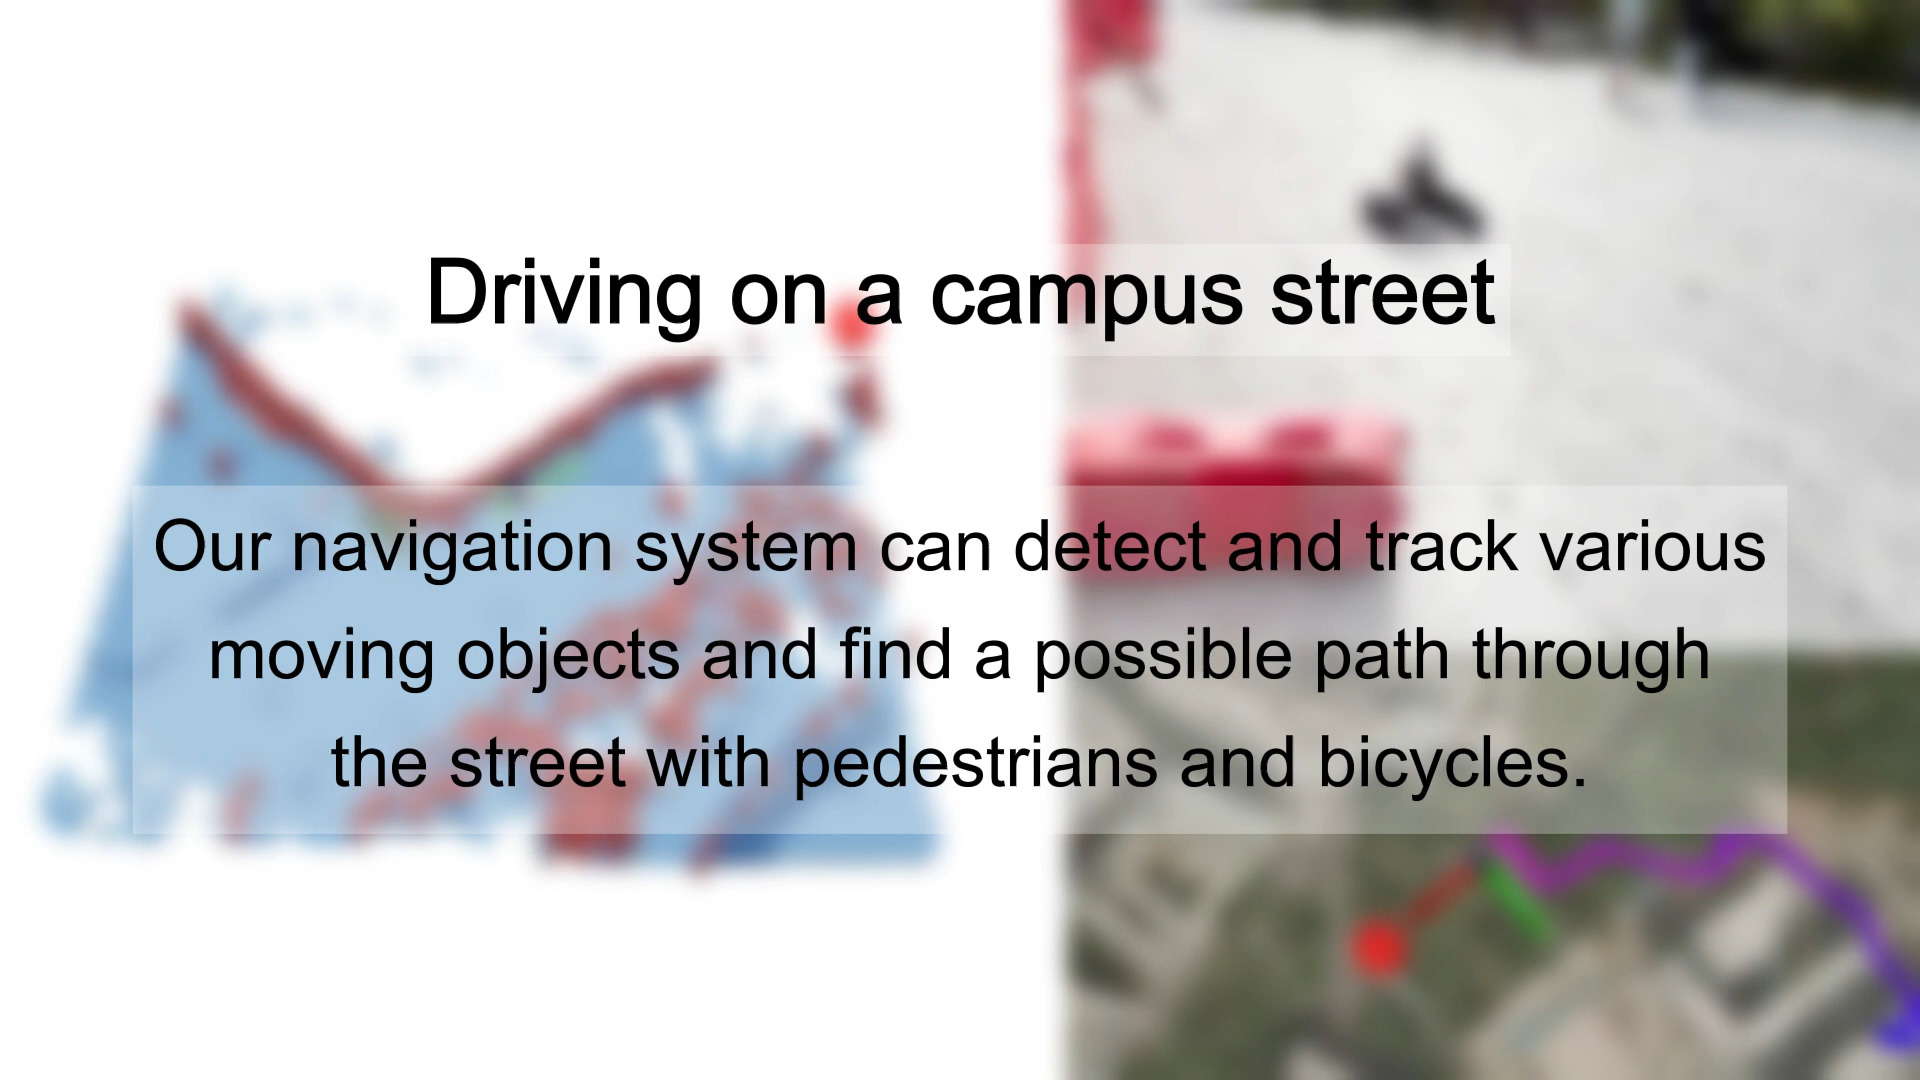 Driving on a campus street
Our navigation system can detect and track various
moving objects and find a possible path through
the street with pedestrians and bicycles.